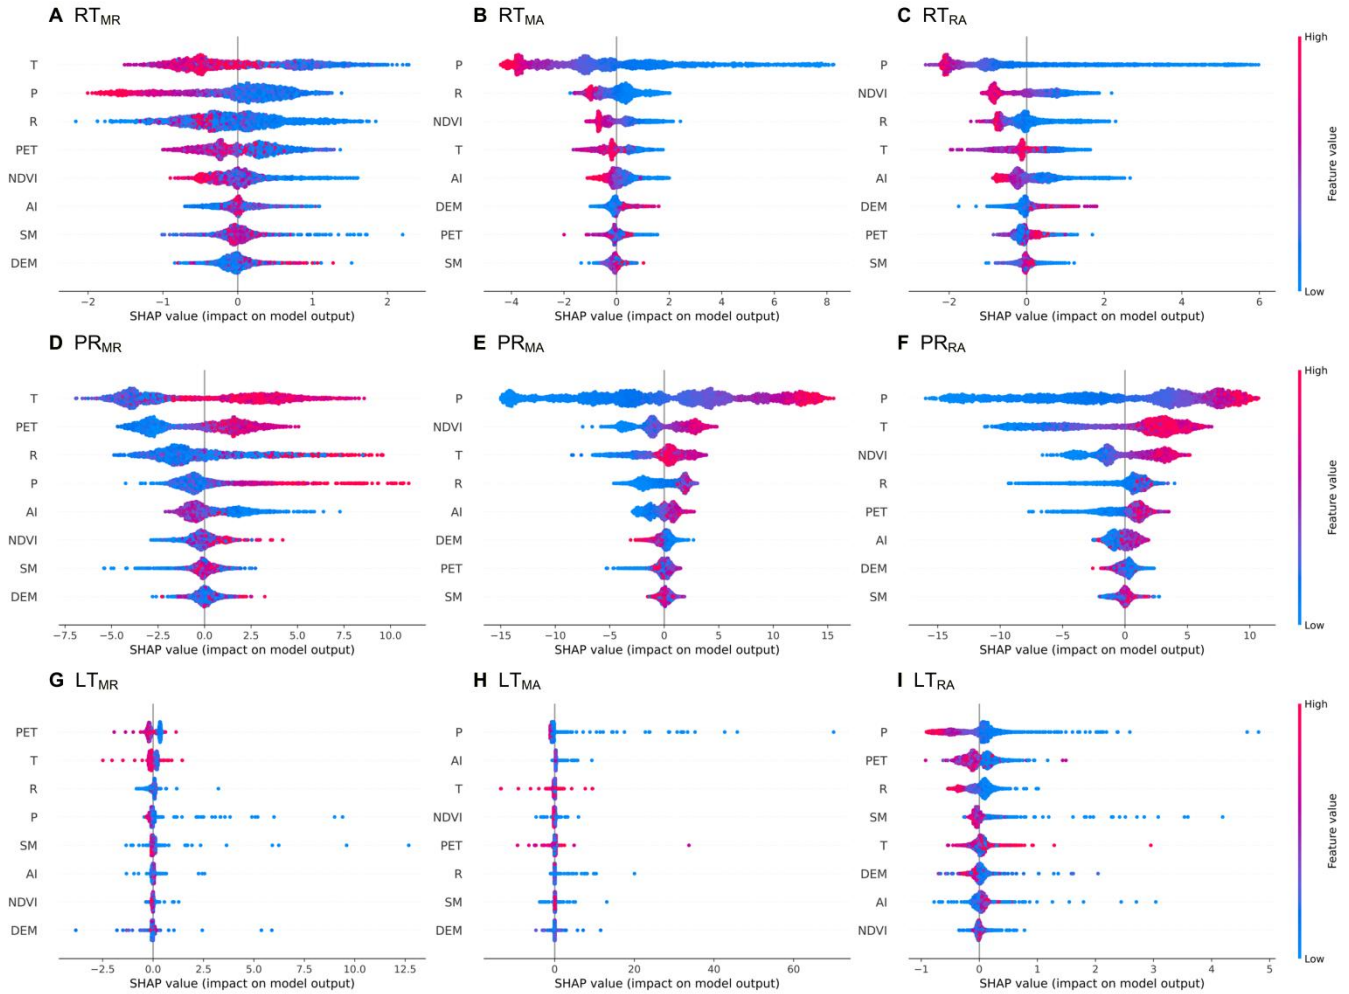 A RT_MR
T
P
R
PET
NDVI
AI
SM
DEM
−2 −1 0 1 2
SHAP value (impact on model output)
B RT_MA
P
R
NDVI
T
AI
DEM
PET
SM
−4 −2 0 2 4 6 8
SHAP value (impact on model output)
C RT_RA
P
NDVI
R
T
AI
DEM
PET
SM
−2 0 2 4 6
SHAP value (impact on model output)
High
Feature value
Low
D PR_MR
T
PET
R
P
AI
NDVI
SM
DEM
−7.5 −5.0 −2.5 0.0 2.5 5.0 7.5 10.0
SHAP value (impact on model output)
E PR_MA
P
NDVI
T
R
AI
DEM
PET
SM
−15 −10 −5 0 5 10 15
SHAP value (impact on model output)
F PR_RA
P
T
NDVI
R
PET
AI
DEM
SM
−15 −10 −5 0 5 10
SHAP value (impact on model output)
High
Feature value
Low
G LT_MR
PET
T
R
P
SM
AI
NDVI
DEM
−2.5 0.0 2.5 5.0 7.5 10.0 12.5
SHAP value (impact on model output)
H LT_MA
P
AI
T
NDVI
PET
R
SM
DEM
0 20 40 60
SHAP value (impact on model output)
I LT_RA
P
PET
R
SM
T
DEM
AI
NDVI
−1 0 1 2 3 4 5
SHAP value (impact on model output)
High
Feature value
Low